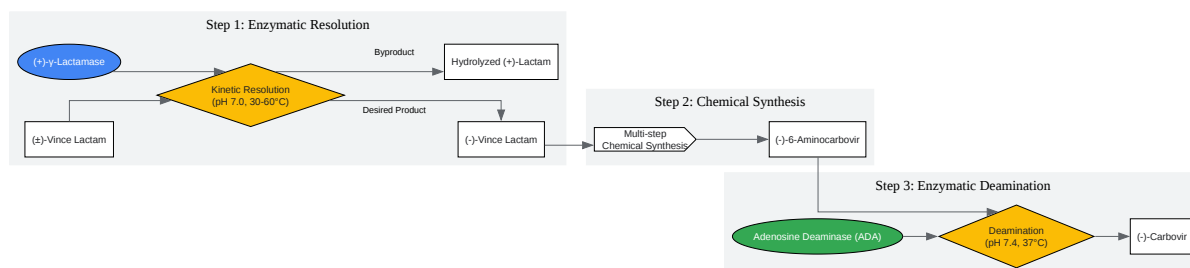 Step 1: Enzymatic Resolution
(+)-γ-Lactamase
Byproduct
Hydrolyzed (+)-Lactam
Kinetic Resolution
(pH 7.0, 30-60°C)
Desired Product
(±)-Vince Lactam
(-)-Vince Lactam
Step 2: Chemical Synthesis
Multi-step
Chemical Synthesis
(-)-6-Aminocarbovir
Step 3: Enzymatic Deamination
Adenosine Deaminase (ADA)
Deamination
(pH 7.4, 37°C)
(-)-Carbovir